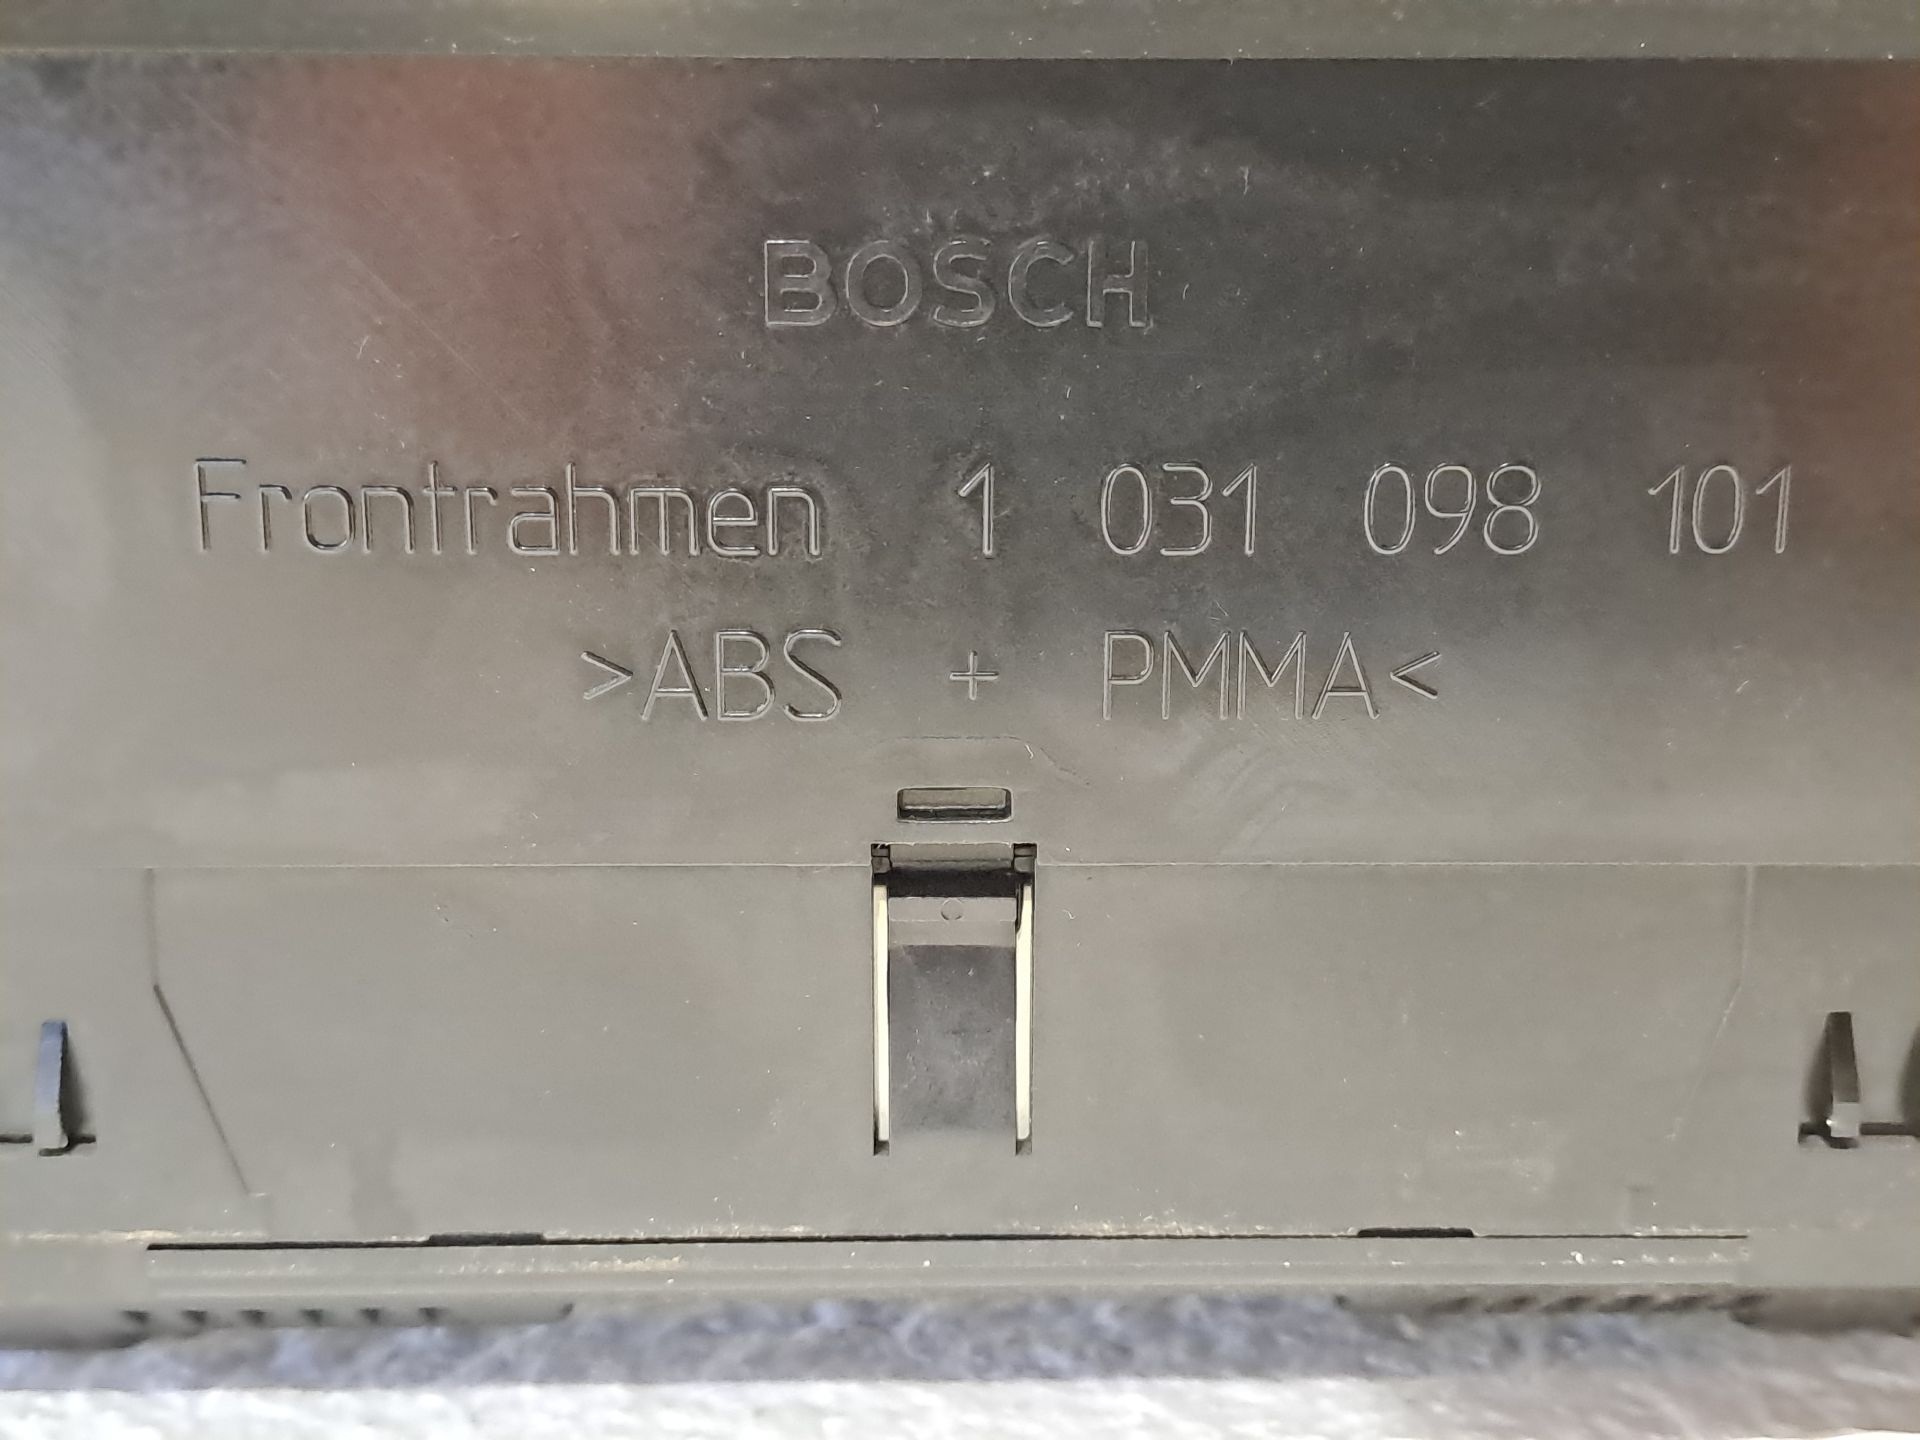 BOSCH
Frontrahmen 1 031 098 101
>ABS + PMMA<